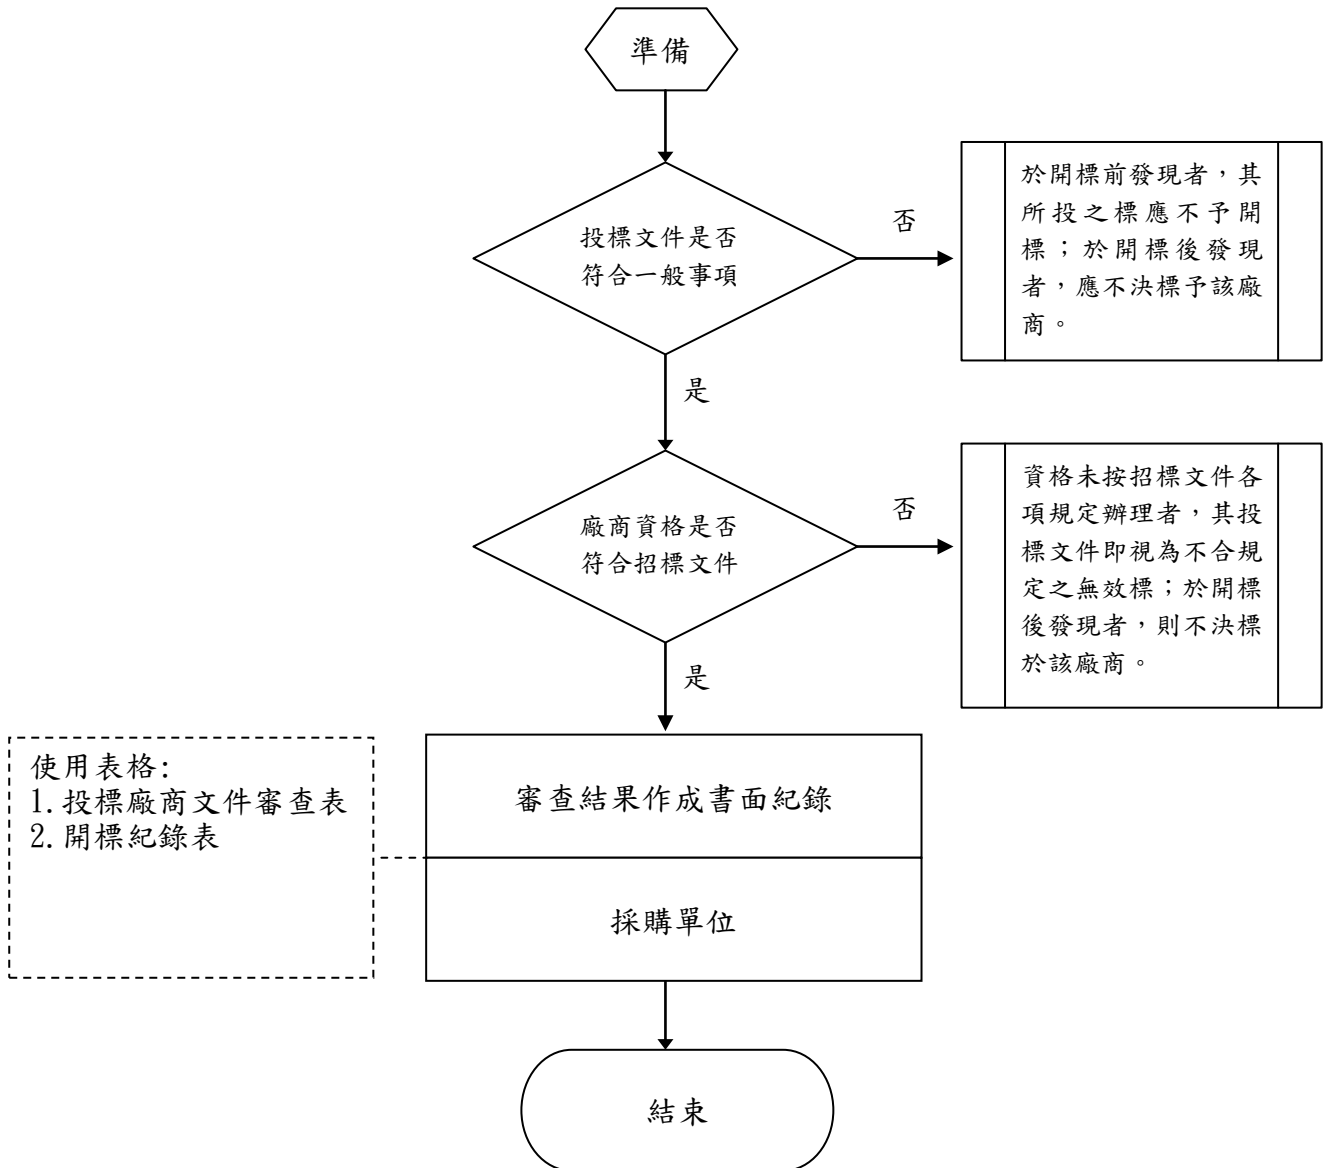 準備
投標文件是否
符合一般事項
否
於開標前發現者，其
所投之標應不予開
標；於開標後發現
者，應不決標予該廠
商。
是
廠商資格是否
符合招標文件
否
資格未按招標文件各
項規定辦理者，其投
標文件即視為不合規
定之無效標；於開標
後發現者，則不決標
於該廠商。
是
使用表格:
1.投標廠商文件審查表
2.開標紀錄表
審查結果作成書面紀錄
採購單位
結束